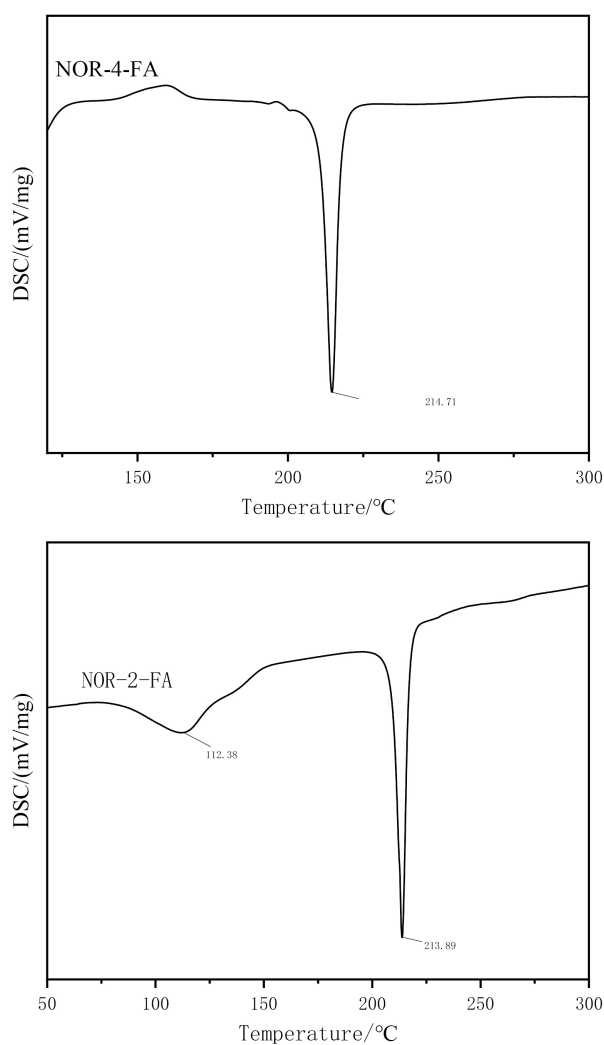 NOR-4-FA
DSC/(mV/mg)
214.71
150 200 250 300
Temperature/℃
NOR-2-FA
DSC/(mV/mg)
112.38
213.89
50 100 150 200 250 300
Temperature/℃